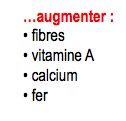 …augmenter :
• fibres
• vitamine A
• calcium
• fer